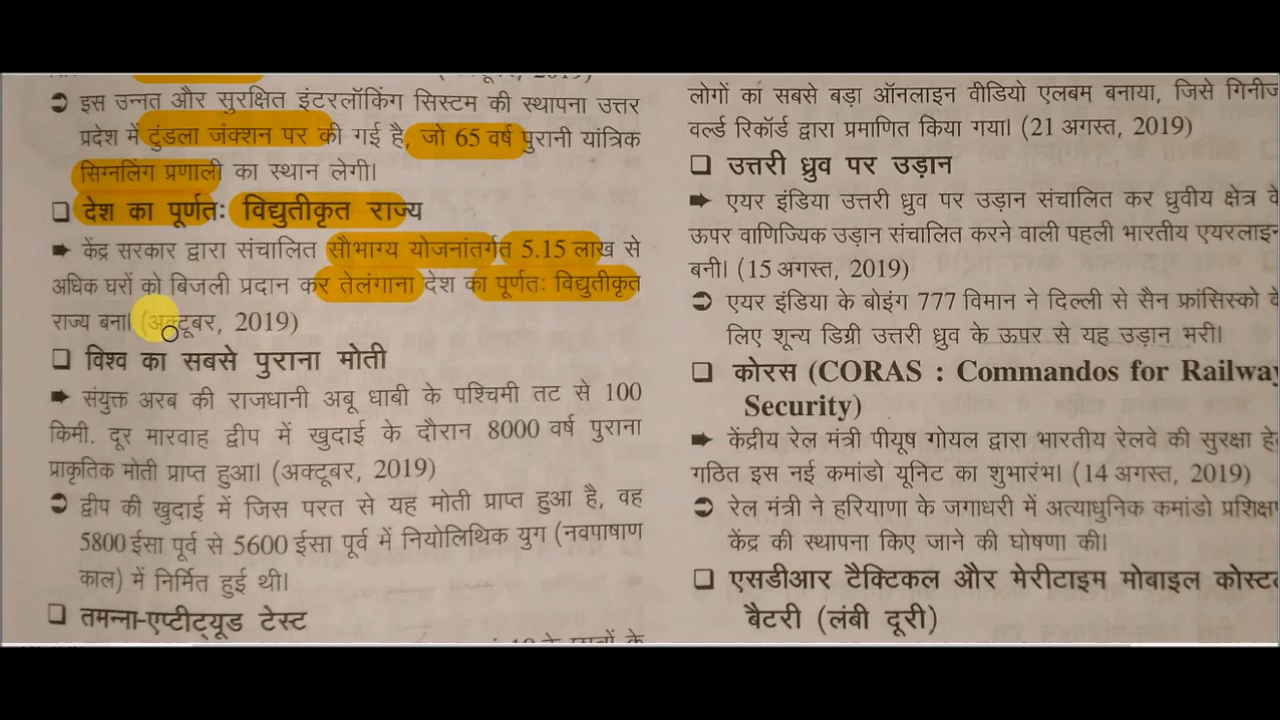 इस उन्नत और सुरक्षित इंटरलॉकिंग सिस्टम की स्थापना उत्तर
प्रदेश में टुंडला जंक्शन पर की गई है, जो 65 वर्ष पुरानी यांत्रिक
सिग्नलिंग प्रणाली का स्थान लेगी।
देश का पूर्णतः विद्युतीकृत राज्य
केंद्र सरकार द्वारा संचालित सौभाग्य योजनांतर्गत 5.15 लाख से
अधिक घरों को बिजली प्रदान कर तेलंगाना देश का पूर्णतः विद्युतीकृत
राज्य बना। (अक्टूबर, 2019)
विश्व का सबसे पुराना मोती
संयुक्त अरब की राजधानी अबू धाबी के पश्चिमी तट से 100
किमी. दूर मारवाह द्वीप में खुदाई के दौरान 8000 वर्ष पुराना
प्राकृतिक मोती प्राप्त हुआ। (अक्टूबर, 2019)
द्वीप की खुदाई में जिस परत से यह मोती प्राप्त हुआ है, वह
5800 ईसा पूर्व से 5600 ईसा पूर्व में नियोलिथिक युग (नवपाषाण
काल) में निर्मित हुई थी।
तमन्ना-एप्टीट्यूड टेस्ट
लोगों का सबसे बड़ा ऑनलाइन वीडियो एलबम बनाया, जिसे
वर्ल्ड रिकॉर्ड द्वारा प्रमाणित किया गया। (21 अगस्त, 2019)
उत्तरी ध्रुव पर उड़ान
एयर इंडिया उत्तरी ध्रुव पर उड़ान संचालित कर ध्रुवीय क्षेत्र
ऊपर वाणिज्यिक उड़ान संचालित करने वाली पहली भारतीय एयरलाइन
बनी। (15 अगस्त, 2019)
एयर इंडिया के बोइंग 777 विमान ने दिल्ली से सैन फ्रांसिस्को
लिए शून्य डिग्री उत्तरी ध्रुव के ऊपर से यह उड़ान भरी।
कोरस (CORAS : Commandos for Railway
Security)
केंद्रीय रेल मंत्री पीयूष गोयल द्वारा भारतीय रेलवे की सुरक्षा
गठित इस नई कमांडो यूनिट का शुभारंभ। (14 अगस्त, 2019)
रेल मंत्री ने हरियाणा के जगाधरी में अत्याधुनिक कमांडो
केंद्र की स्थापना किए जाने की घोषणा की।
एसडीआर टैक्टिकल और मेरीटाइम मोबाइल
बैटरी (लंबी दूरी)